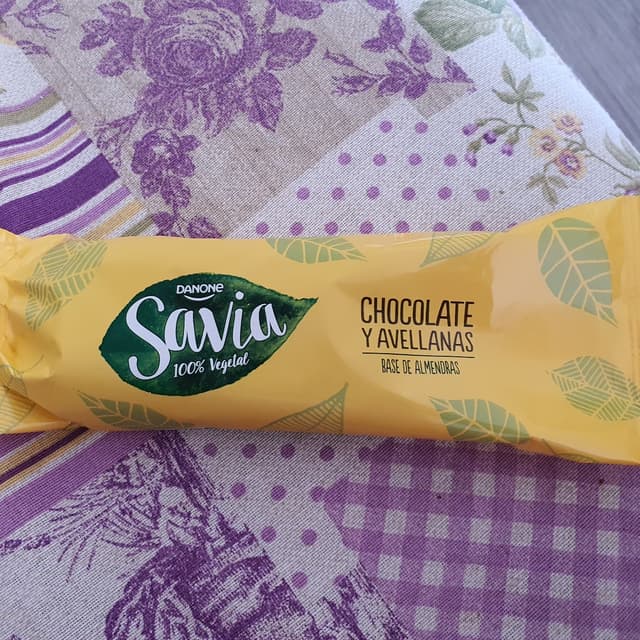 DANONE
Savia
100% Vegetal
CHOCOLATE
Y AVELLANAS
BASE DE ALMENDRAS